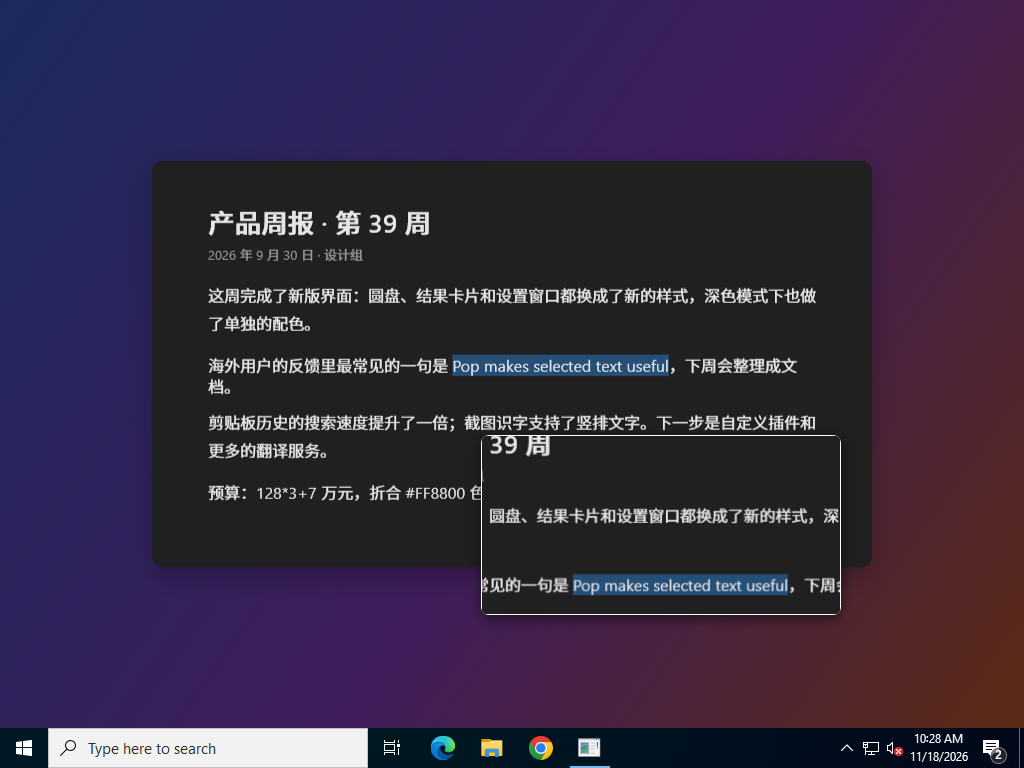 产品周报 · 第 39 周
2026 年 9 月 30 日 · 设计组
这周完成了新版界面：圆盘、结果卡片和设置窗口都换成了新的样式，深色模式下也做
了单独的配色。
海外用户的反馈里最常见的一句是 Pop makes selected text useful，下周会整理成文
档。
剪贴板历史的搜索速度提升了一倍；截图识字支持了竖排文字。下一步是自定义插件和
更多的翻译服务。
预算：128*3+7 万元，折合 #FF8800 色
39 周
圆盘、结果卡片和设置窗口都换成了新的样式，深
常见的一句是 Pop makes selected text useful，下周会
Type here to search
10:28 AM
11/18/2026
2